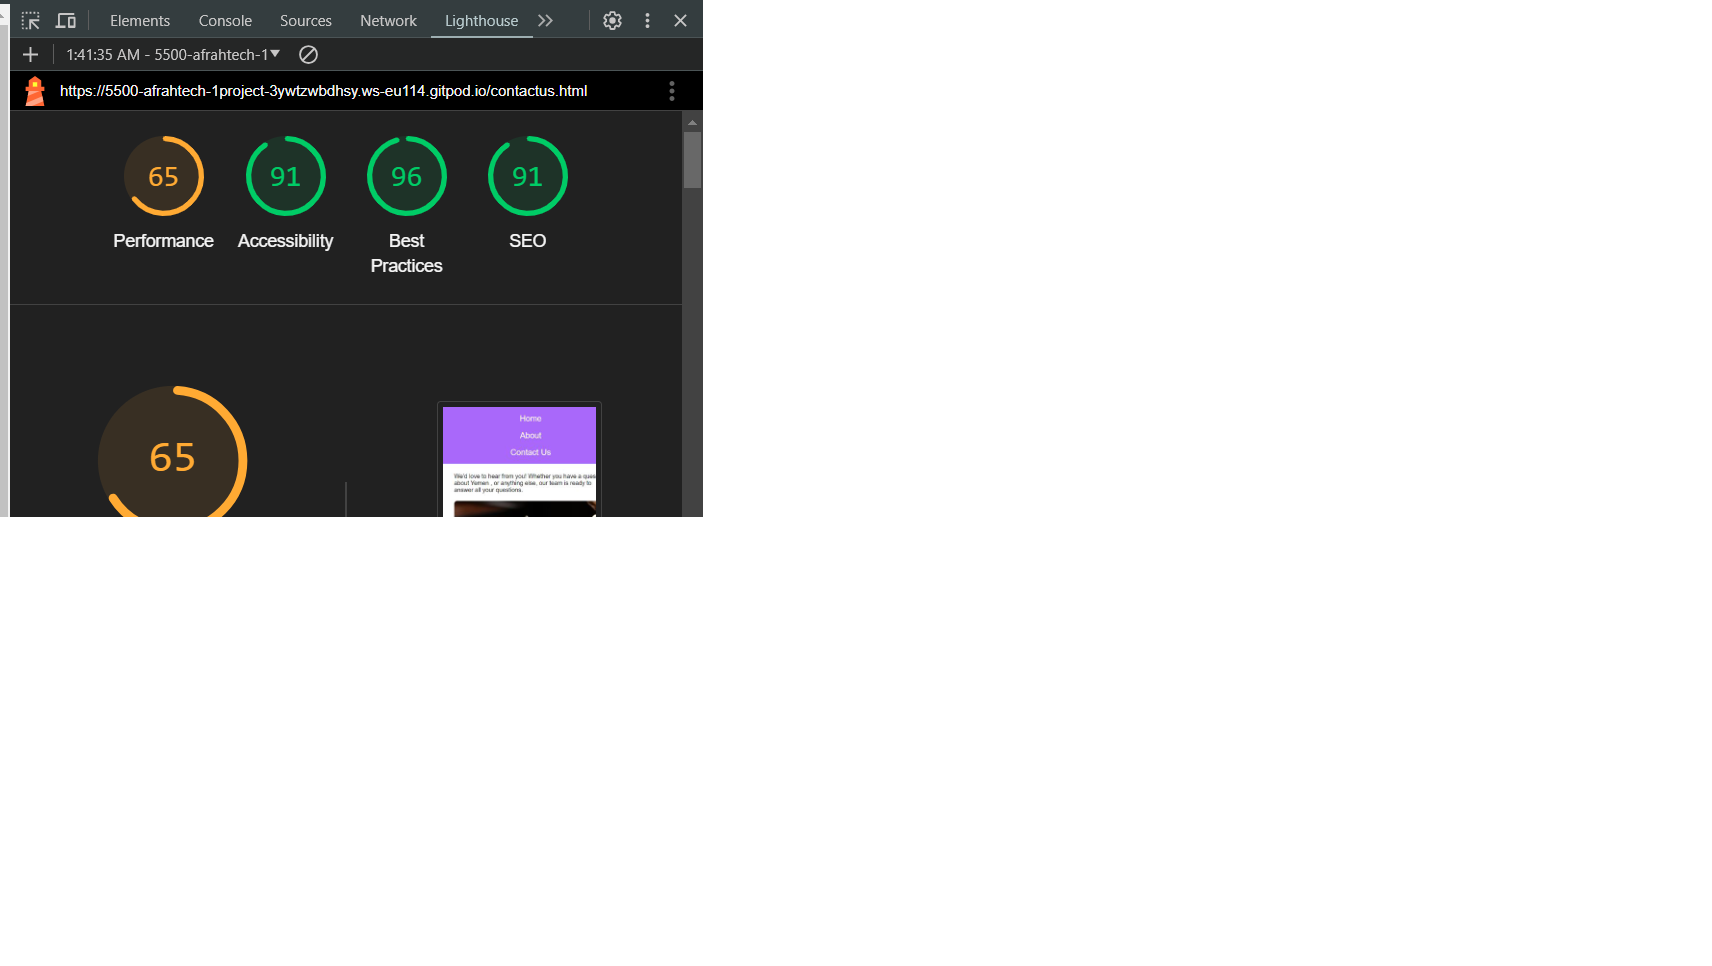 Elements Console Sources Network Lighthouse
1:41:35 AM - 5500-afrahtech-1
https://5500-afrahtech-1project-3ywtzwbdhsy.ws-eu114.gitpod.io/contactus.html
65 91 96 91
Performance Accessibility Best Practices SEO
65
Home
About
Contact Us
We'd love to hear from you! Whether you have a ques
about Yemen , or anything else, our team is ready to
answer all your questions.